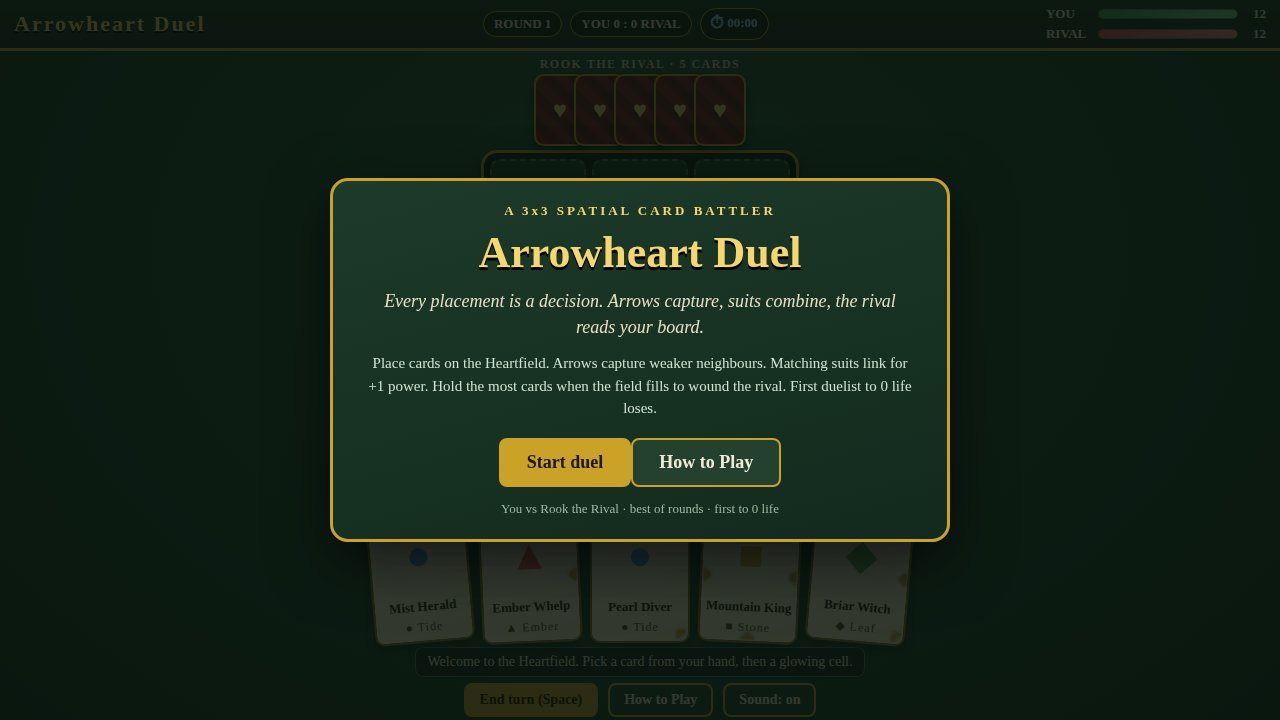 Arrowheart Duel
ROUND 1
YOU 0 : 0 RIVAL
⏱ 00:00
YOU 12
RIVAL 12
ROOK THE RIVAL · 5 CARDS
A 3x3 SPATIAL CARD BATTLER
Arrowheart Duel
Every placement is a decision. Arrows capture, suits combine, the rival
reads your board.
Place cards on the Heartfield. Arrows capture weaker neighbours. Matching suits link for
+1 power. Hold the most cards when the field fills to wound the rival. First duelist to 0 life
loses.
Start duel
How to Play
You vs Rook the Rival · best of rounds · first to 0 life
Mist Herald
● Tide
Ember Whelp
▲ Ember
Pearl Diver
● Tide
Mountain King
■ Stone
Briar Witch
◆ Leaf
Welcome to the Heartfield. Pick a card from your hand, then a glowing cell.
End turn (Space)
How to Play
Sound: on